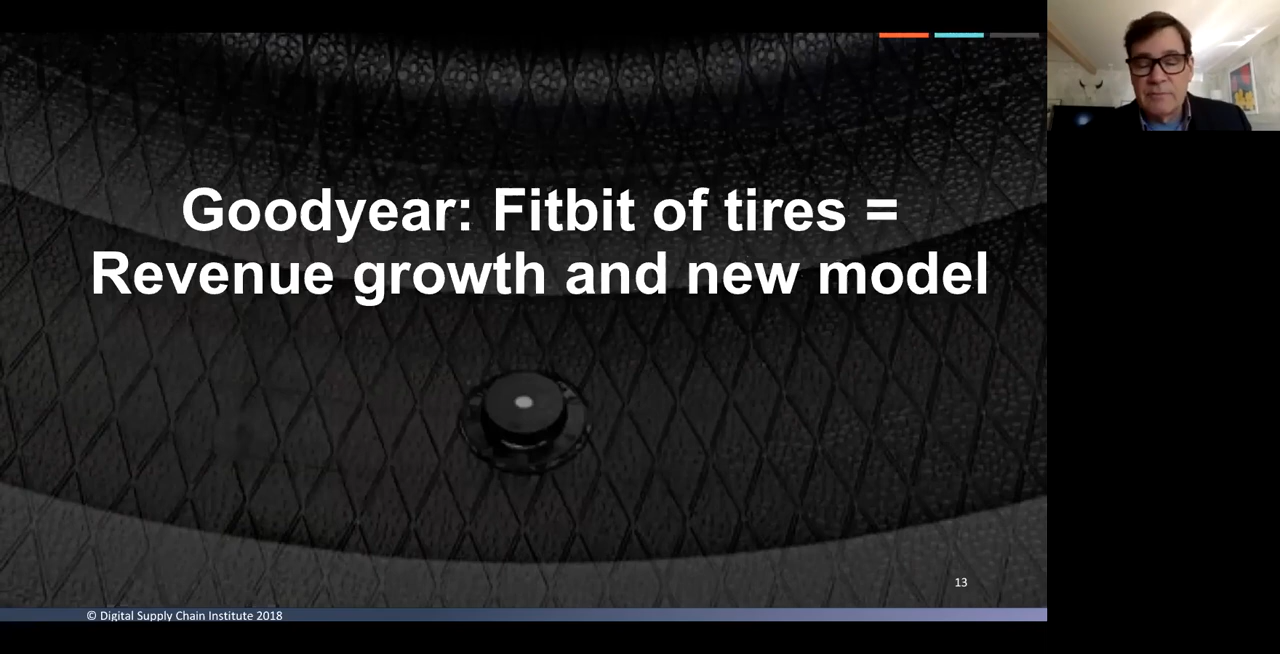 Goodyear: Fitbit of tires =
Revenue growth and new model
13
© Digital Supply Chain Institute 2018